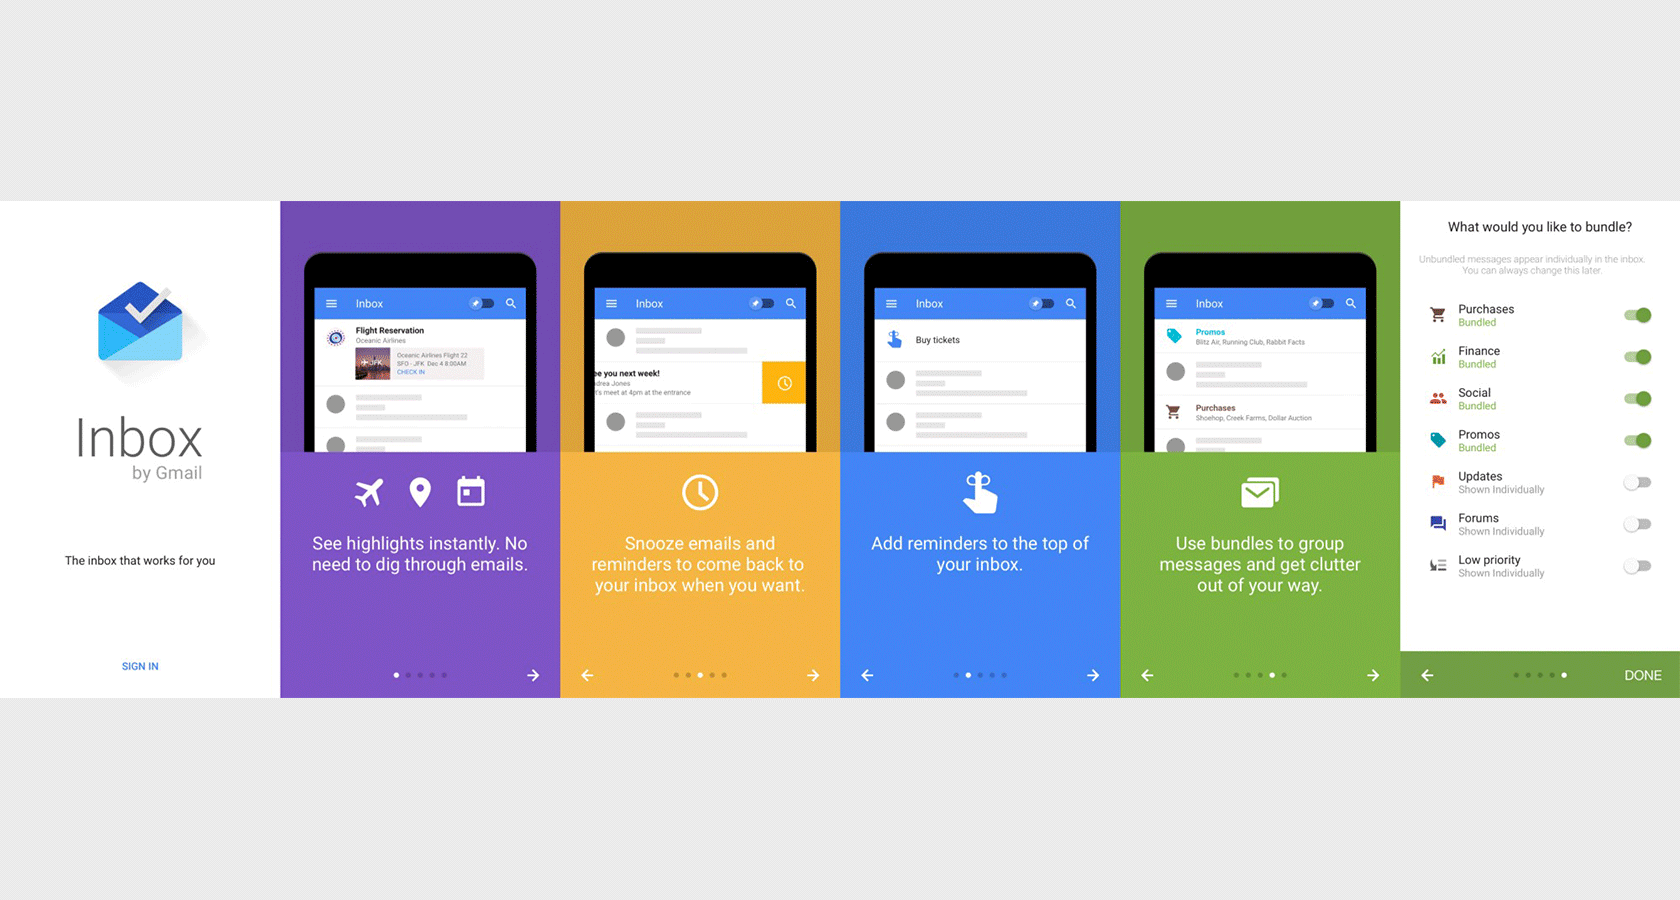 Inbox
by Gmail
The inbox that works for you
SIGN IN
Inbox
Flight Reservation
Oceanic Airlines
JFK
Oceanic Airlines Flight 22
SFO - JFK Dec 4 8:00AM
CHECK IN
See highlights instantly. No
need to dig through emails.
Inbox
ee you next week!
ndrea Jones
t's meet at 4pm at the entrance
Snooze emails and
reminders to come back to
your inbox when you want.
Inbox
Buy tickets
Add reminders to the top of
your inbox.
Inbox
Promos
Blitz Air, Running Club, Rabbit Facts
Purchases
Shoehop, Creek Farms, Dollar Auction
Use bundles to group
messages and get clutter
out of your way.
What would you like to bundle?
Unbundled messages appear individually in the inbox.
You can always change this later.
Purchases
Bundled
Finance
Bundled
Social
Bundled
Promos
Bundled
Updates
Shown Individually
Forums
Shown Individually
Low priority
Shown Individually
DONE